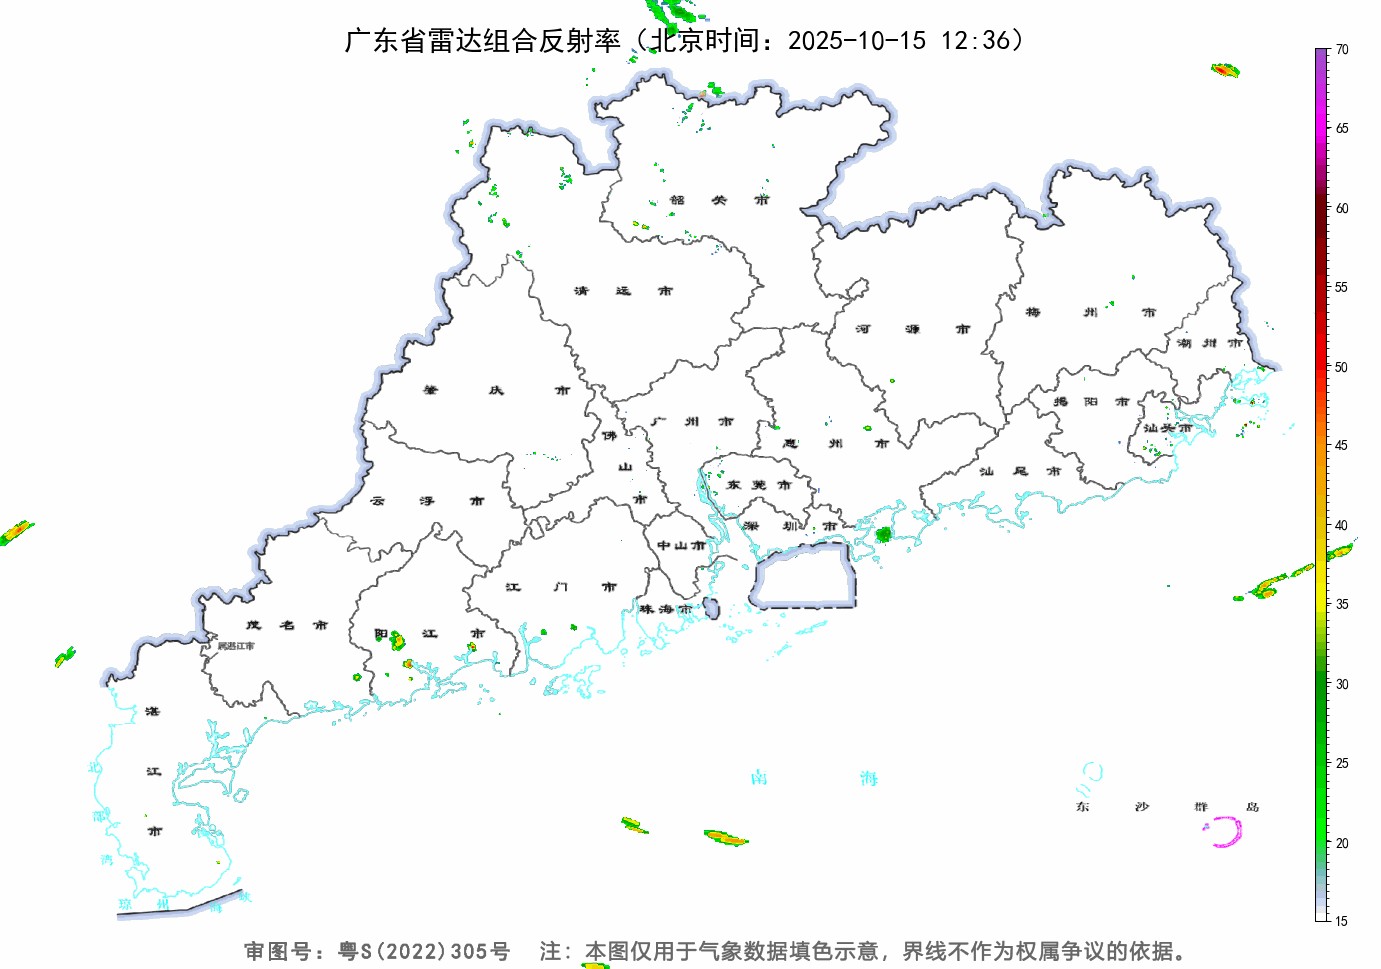 广东省雷达组合反射率（北京时间：2025-10-15 12:36）
70
65
60
55
50
45
40
35
30
25
20
15
韶关市
清远市
河源市
梅州市
潮州市
肇庆市
广州市
惠州市
揭阳市
汕头市
佛山市
云浮市
东莞市
汕尾市
深圳市
中山市
江门市
珠海市
茂名市
阳江市
属湛江市
湛江市
北部湾
琼州海峡
南海
东沙群岛
审图号：粤S(2022)305号 注：本图仅用于气象数据填色示意，界线不作为权属争议的依据。